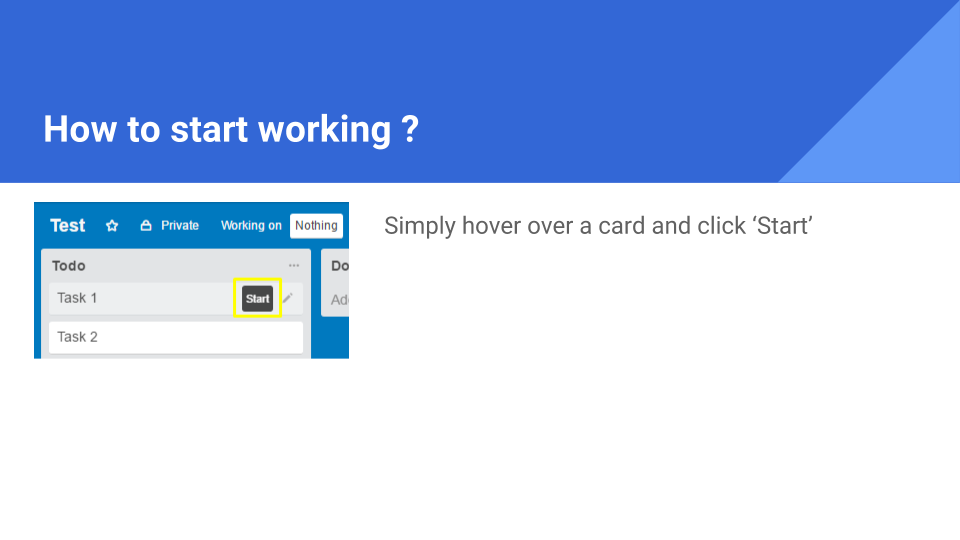 How to start working ?
Test Private Working on Nothing
Todo ... Do
Task 1 Start
Task 2
Simply hover over a card and click ‘Start’